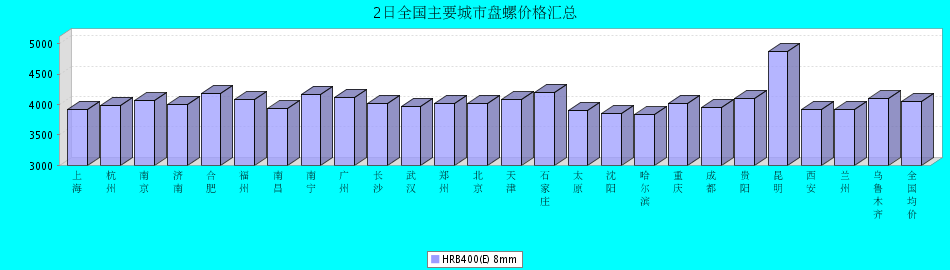 2日全国主要城市盘螺价格汇总
5000
4500
4000
3500
3000
上海
杭州
南京
济南
合肥
福州
南昌
南宁
广州
长沙
武汉
郑州
北京
天津
石家庄
太原
沈阳
哈尔滨
重庆
成都
贵阳
昆明
西安
兰州
乌鲁木齐
全国均价
HRB400(E) 8mm